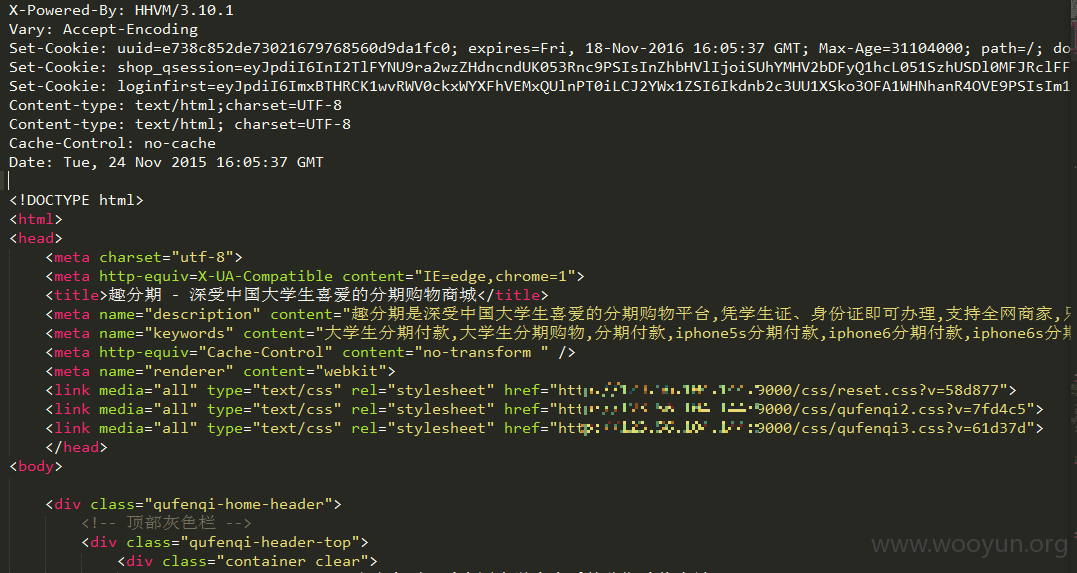 X-Powered-By: HHVM/3.10.1
Vary: Accept-Encoding
Set-Cookie: uuid=e738c852de73021679768560d9da1fc0; expires=Fri, 18-Nov-2016 16:05:37 GMT; Max-Age=31104000; path=/; do
Set-Cookie: shop_qsession=eyJpdiI6InI2TlFYNU9ra2wzZHdncndUK053Rnc9PSIsInZhbHVlIjoiSUhYMHV2bDFyQ1hcL051SzhUSDl0MFJRclFF
Set-Cookie: loginfirst=eyJpdiI6ImxBTHRCK1wvRWV0ckxWYXFhVEMxQUlnPT0iLCJ2YWx1ZSI6Ikdnb2c3UU1XSko3OFA1WHNhanR4OVE9PSIsIm1
Content-type: text/html;charset=UTF-8
Content-type: text/html; charset=UTF-8
Cache-Control: no-cache
Date: Tue, 24 Nov 2015 16:05:37 GMT
<!DOCTYPE html>
<html>
<head>
<meta charset="utf-8">
<meta http-equiv=X-UA-Compatible content="IE=edge,chrome=1">
<title>趣分期 - 深受中国大学生喜爱的分期购物商城</title>
<meta name="description" content="趣分期是深受中国大学生喜爱的分期购物平台,凭学生证、身份证即可办理,支持全网商家,
<meta name="keywords" content="大学生分期付款,大学生分期购物,分期付款,iphone5s分期付款,iphone6分期付款,iphone6s分期
<meta http-equiv="Cache-Control" content="no-transform " />
<meta name="renderer" content="webkit">
<link media="all" type="text/css" rel="stylesheet" href="http://9000/css/reset.css?v=58d877">
<link media="all" type="text/css" rel="stylesheet" href="http://9000/css/qufenqi2.css?v=7fd4c5">
<link media="all" type="text/css" rel="stylesheet" href="http://9000/css/qufenqi3.css?v=61d37d">
</head>
<body>
<div class="qufenqi-home-header">
<!-- 顶部灰色栏 -->
<div class="qufenqi-header-top">
<div class="container clear">
www.wooyun.org